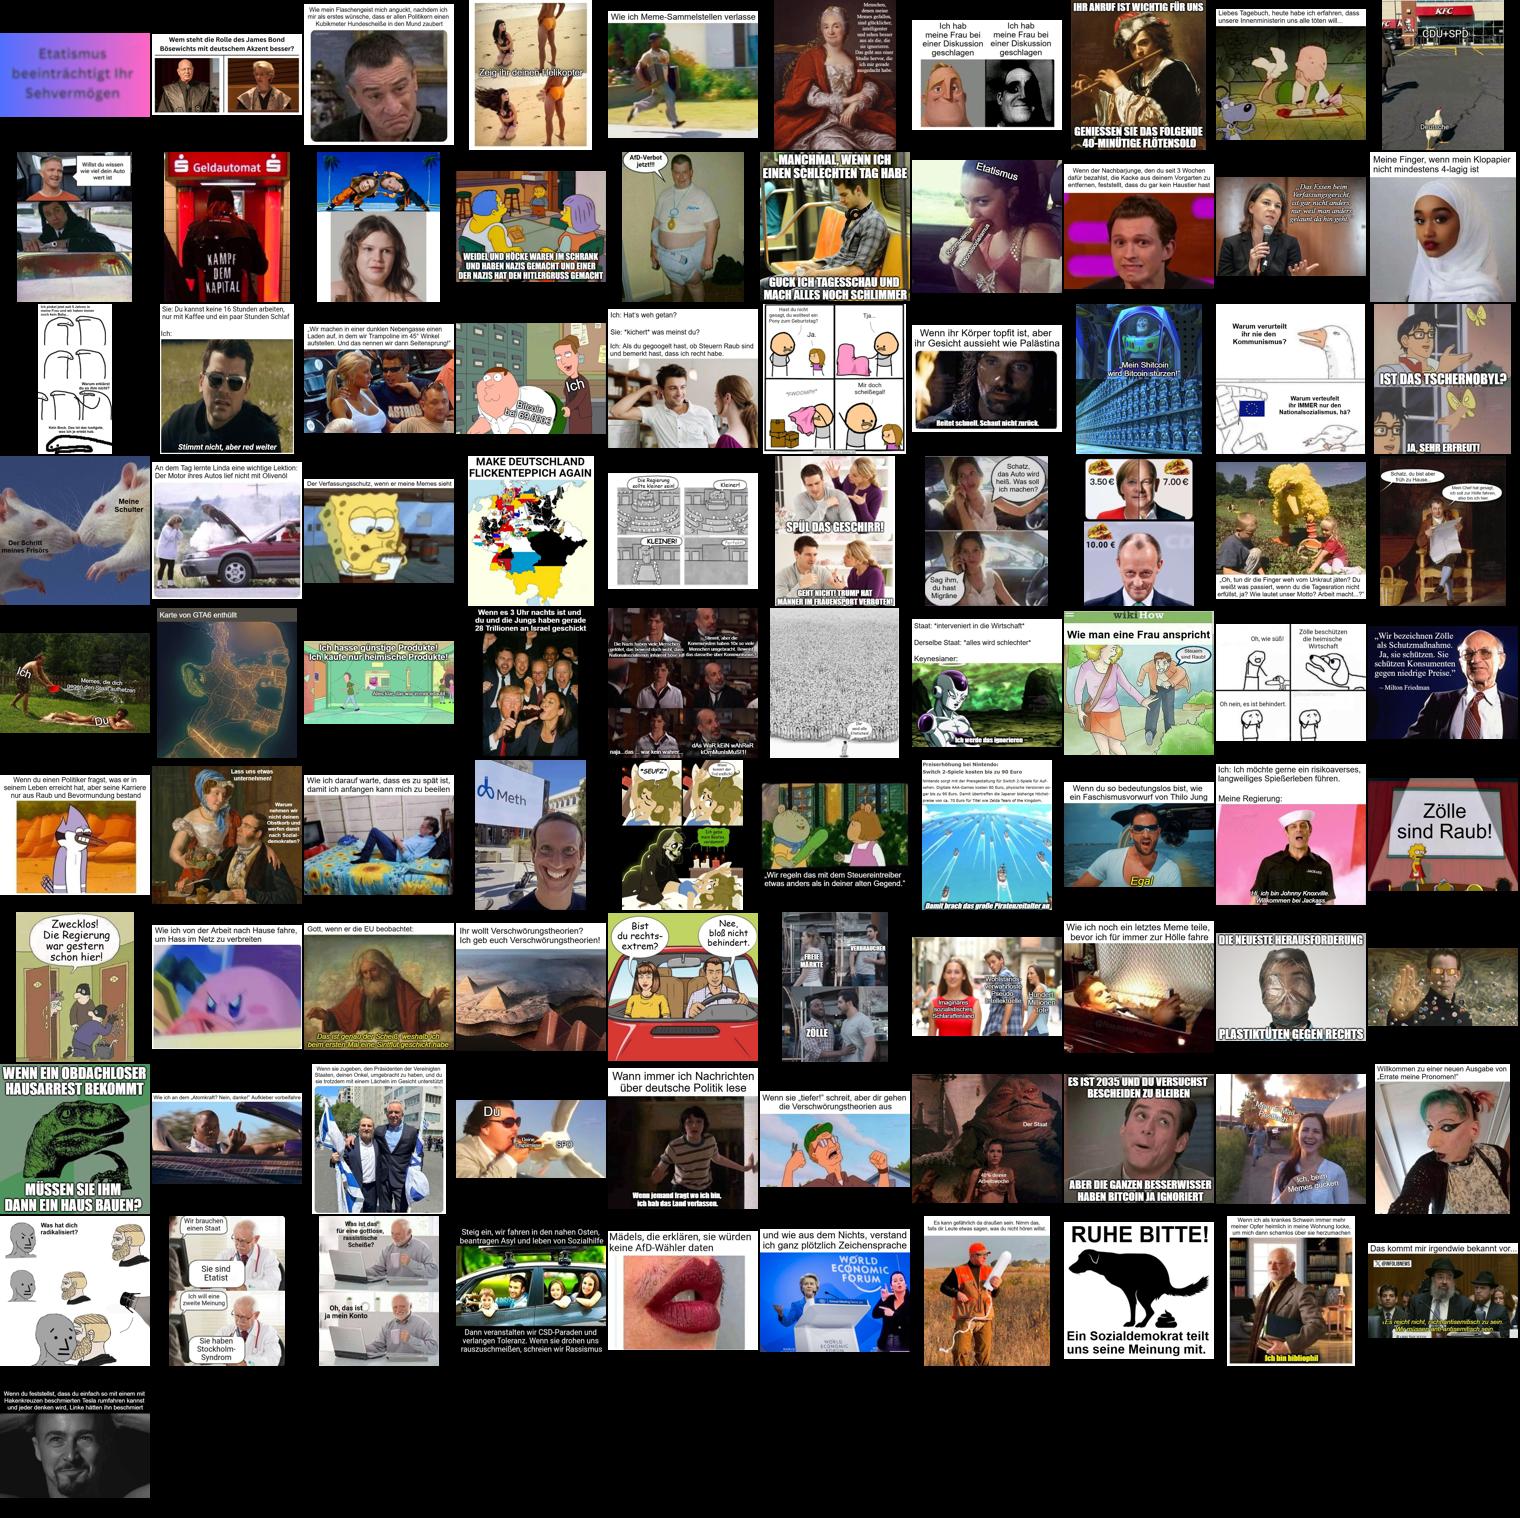 Etatismus
beeinträchtigt Ihr
Sehvermögen
Wem steht die Rolle des James Bond
Bösewichts mit deutschem Akzent besser?
Wie mein Flaschengeist anguckt, nachdem ich
mir als erstes wünsche, dass er allen Politikern einen
Kubikmeter Hundescheiße in den Mund zaubert
Zeig ihr deinen Helikopter
Wie ich Meme-Sammelstellen verlasse
Menschen,
denen meine
Memes gefallen,
sind glücklicher,
intelligenter
und sehen besser
aus als die, die
sie ignorieren.
Das geht aus einer
Studie hervor, die
ich mir gerade
ausgedacht habe.
Ich hab
meine Frau bei
einer Diskussion
geschlagen
Ich hab
meine Frau bei
einer Diskussion
geschlagen
IHR ANRUF IST WICHTIG FÜR UNS
GENIESSEN SIE DAS FOLGENDE
40-MINÜTIGE FLÖTENSOLO
Liebes Tagebuch, heute habe ich erfahren, dass
unsere Innenministerin uns alle töten will...
KFC
CDU+SPD
Deutsche
Willst du wissen
wie viel dein Auto
wert ist
Geldautomat
KAMPF
DEM
KAPITAL
WEIDEL UND HÖCKE WAREN IM SCHRANK
UND HABEN NAZIS GEMACHT UND EINER
DER NAZIS HAT DEN HITLERGRUSS GEMACHT
AfD-Verbot
jetzt!!!
MANCHMAL, WENN ICH
EINEN SCHLECHTEN TAG HABE
GUCK ICH TAGESSCHAU UND
MACH ALLES NOCH SCHLIMMER
Etatismus
Wenn der Nachbarjunge, den du seit 3 Wochen
dafür bezahlst, die Kacke aus deinem Vorgarten zu
entfernen, feststellt, dass du gar kein Haustier hast
„Das Essen beim
Verfassungsgericht,
ist gar nicht anders,
nur weil man anders
gelaunt da hin geht."
Meine Finger, wenn mein Klopapier
nicht mindestens 4-lagig ist
Sie: Du kannst keine 16 Stunden arbeiten,
nur mit Kaffee und ein paar Stunden Schlaf
Ich:
Stimmt nicht, aber red weiter
„Wir machen in einer dunklen Nebengasse einen
Laden auf, in dem wir Trampoline im 45° Winkel
aufstellen. Und das nennen wir dann Seitensprung!"
ASTROS
Ich
Bitcoin
Ich: Hat's weh getan?
Sie: *kichert* was meinst du?
Ich: Als du gegoogelt hast, ob Steuern Raub sind
und bemerkt hast, dass ich recht habe.
Hast du nicht
gesagt, du wolltest ein
Pony zum Geburtstag?
Ja.
Tja...
Mir doch
scheißegal!
Wenn ihr Körper topfit ist, aber
ihr Gesicht aussieht wie Palästina
Reitet schnell. Schaut nicht zurück.
„Mein Shitcoin
wird Bitcoin stürzen!"
Warum verurteilt
ihr nie den
Kommunismus?
Warum verteufelt
ihr IMMER nur den
Nationalsozialismus, hä?
IST DAS TSCHERNOBYL?
JA, SEHR ERFREUT!
Meine
Schulter
Der Schritt
meines Frisörs
An dem Tag lernte Linda eine wichtige Lektion:
Der Motor ihres Autos lief nicht mit Olivenöl
Der Verfassungsschutz, wenn er meine Memes sieht
MAKE DEUTSCHLAND
FLICKENTEPPICH AGAIN
Die Regierung
sollte kleiner sein!
Kleiner!
KLEINER!
Perfekt!
SPÜL DAS GESCHIRR!
GEHT NICHT! TRUMP HAT
MÄNNER IM FRAUENSPORT VERBOTEN!
Schatz,
das Auto wird
heiß. Was soll
ich machen?
Sag ihm,
du hast
Migräne
3.50 €
7.00 €
10.00 €
„Oh, tun dir die Finger weh vom Unkraut jäten? Du
weißt was passiert, wenn du die Tagesration nicht
erfüllst, ja? Wie lautet unser Motto? Arbeit macht...?"
Schatz, du bist aber
früh zu Hause.
Mein Chef hat gesagt,
ich soll zur Hölle fahren,
also bin ich hier.
Ich
Memes, die dich
gegen den Staat aufhetzen
Du
Karte von GTA6 enthüllt
Ich hasse günstige Produkte!
Ich kaufe nur heimische Produkte!
Wenn es 3 Uhr nachts ist und
du und die Jungs haben gerade
28 Trillionen an Israel geschickt
naja...das ... war kein wahrer...
dAs WaR kEiN wAhReR
kOmMuNIsMuS!1!
Staat: *interveniert in die Wirtschaft*
Derselbe Staat: *alles wird schlechter*
Keynesianer:
Ich werde das ignorieren
wikiHow
Wie man eine Frau anspricht
Steuern
sind Raub!
Oh, wie süß!
Zölle beschützen
die heimische
Wirtschaft
Oh nein, es ist behindert.
„Wir bezeichnen Zölle
als Schutzmaßnahme.
Ja, sie schützen. Sie
schützen Konsumenten
gegen niedrige Preise."
~ Milton Friedman
Wenn du einen Politiker fragst, was er in
seinem Leben erreicht hat, aber seine Karriere
nur aus Raub und Bevormundung bestand
Lass uns etwas
unternehmen!
Warum
nehmen wir
nicht deinen
Obstkorb und
werfen damit
nach Sozial-
demokraten?
Wie ich darauf warte, dass es zu spät ist,
damit ich anfangen kann mich zu beeilen
Meth
*SEUFZ*
Ich gebe
mein Bestes,
verdammt!
„Wir regeln das mit dem Steuereintreiber
etwas anders als in deiner alten Gegend."
Preiserhöhung bei Nintendo:
Switch 2-Spiele kosten bis zu 90 Euro
Damit brach das große Piratenzeitalter an
Wenn du so bedeutungslos bist, wie
ein Faschismusvorwurf von Thilo Jung
Egal
Ich: Ich möchte gerne ein risikoaverses,
langweiliges Spießerleben führen.
Meine Regierung:
Hi, ich bin Johnny Knoxville.
Willkommen bei Jackass.
Zölle
sind Raub!
Zwecklos!
Die Regierung
war gestern
schon hier!
Wie ich von der Arbeit nach Hause fahre,
um Hass im Netz zu verbreiten
Gott, wenn er die EU beobachtet:
Das ist genau der Scheiß, weshalb ich
beim ersten Mal eine Sintflut geschickt habe
Ihr wollt Verschwörungstheorien?
Ich geb euch Verschwörungstheorien!
Bist
du rechts-
extrem?
Nee,
bloß nicht
behindert.
FREIE
MÄRKTE
VERBRAUCHER
ZÖLLE
Imaginäres
sozialistisches
Schlaraffenland
Wohlstands-
verwahrloste
Pseudo-
Intellektuelle
Hundert
Millionen
Tote
Wie ich noch ein letztes Meme teile,
bevor ich für immer zur Hölle fahre
DIE NEUESTE HERAUSFORDERUNG
PLASTIKTÜTEN GEGEN RECHTS
WENN EIN OBDACHLOSER
HAUSARREST BEKOMMT
MÜSSEN SIE IHM
DANN EIN HAUS BAUEN?
Wie ich an dem „Atomkraft? Nein, danke!" Aufkleber vorbeifahre
Wenn sie zugeben, den Präsidenten der Vereinigten
Staaten, deinen Onkel, umgebracht zu haben, und du
sie trotzdem mit einem Lächeln im Gesicht unterstützt
Du
Deine
Ersparnisse
SPD
Wann immer ich Nachrichten
über deutsche Politik lese
Wenn jemand fragt wo ich bin,
ich hab das Land verlassen.
Wenn sie „tiefer!" schreit, aber dir gehen
die Verschwörungstheorien aus
Der Staat
40% deiner
Arbeitswoche
ES IST 2035 UND DU VERSUCHST
BESCHEIDEN ZU BLEIBEN
ABER DIE GANZEN BESSERWISSER
HABEN BITCOIN JA IGNORIERT
Ich, beim
Memes gucken
Willkommen zu einer neuen Ausgabe von
„Errate meine Pronomen!"
Was hat dich
radikalisiert?
Wir brauchen
einen Staat
Sie sind
Etatist
Ich will eine
zweite Meinung
Sie haben
Stockholm-
Syndrom
Was ist das
für eine gottlose,
rassistische
Scheiße?
Oh, das ist
ja mein Konto
Steig ein, wir fahren in den nahen Osten,
beantragen Asyl und leben von Sozialhilfe
Dann veranstalten wir CSD-Paraden und
verlangen Toleranz. Wenn sie drohen uns
rauszuschmeißen, schreien wir Rassismus
Mädels, die erklären, sie würden
keine AfD-Wähler daten
und wie aus dem Nichts, verstand
ich ganz plötzlich Zeichensprache
WORLD
ECONOMIC
FORUM
WORLD
ECONOMIC
FORUM
Es kann gefährlich da draußen sein. Nimm das,
falls dir Leute etwas sagen, was du nicht hören willst.
RUHE BITTE!
Ein Sozialdemokrat teilt
uns seine Meinung mit.
Wenn ich als krankes Schwein immer mehr
meiner Opfer heimlich in meine Wohnung locke,
um mich dann schamlos über sie herzumachen
Ich bin bibliophil
Das kommt mir irgendwie bekannt vor...
Es reicht nicht, nicht antisemitisch zu sein.
Wir müssen anti-antisemitisch sein.
Wenn du feststellst, dass du einfach so mit einem mit
Hakenkreuzen beschmierten Tesla rumfahren kannst
und jeder denken wird, Linke hätten ihn beschmiert